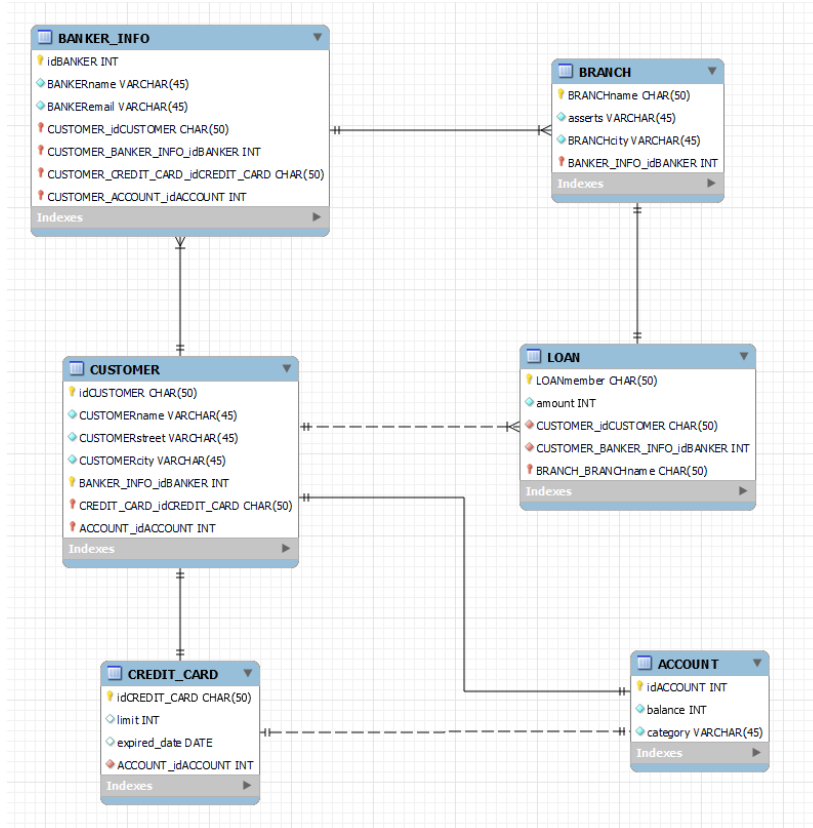 BANKER_INFO
idBANKER INT
BANKERname VARCHAR(45)
BANKERemail VARCHAR(45)
CUSTOMER_idCUSTOMER CHAR(50)
CUSTOMER_BANKER_INFO_idBANKER INT
CUSTOMER_CREDIT_CARD_idCREDIT_CARD CHAR(50)
CUSTOMER_ACCOUNT_idACCOUNT INT
Indexes
BRANCH
BRANCHname CHAR(50)
asserts VARCHAR(45)
BRANCHcity VARCHAR(45)
BANKER_INFO_idBANKER INT
Indexes
CUSTOMER
idCUSTOMER CHAR(50)
CUSTOMERname VARCHAR(45)
CUSTOMERstreet VARCHAR(45)
CUSTOMERcity VARCHAR(45)
BANKER_INFO_idBANKER INT
CREDIT_CARD_idCREDIT_CARD CHAR(50)
ACCOUNT_idACCOUNT INT
Indexes
LOAN
LOANmember CHAR(50)
amount INT
CUSTOMER_idCUSTOMER CHAR(50)
CUSTOMER_BANKER_INFO_idBANKER INT
BRANCH_BRANCHname CHAR(50)
Indexes
CREDIT_CARD
idCREDIT_CARD CHAR(50)
limit INT
expired_date DATE
ACCOUNT_idACCOUNT INT
Indexes
ACCOUNT
idACCOUNT INT
balance INT
category VARCHAR(45)
Indexes